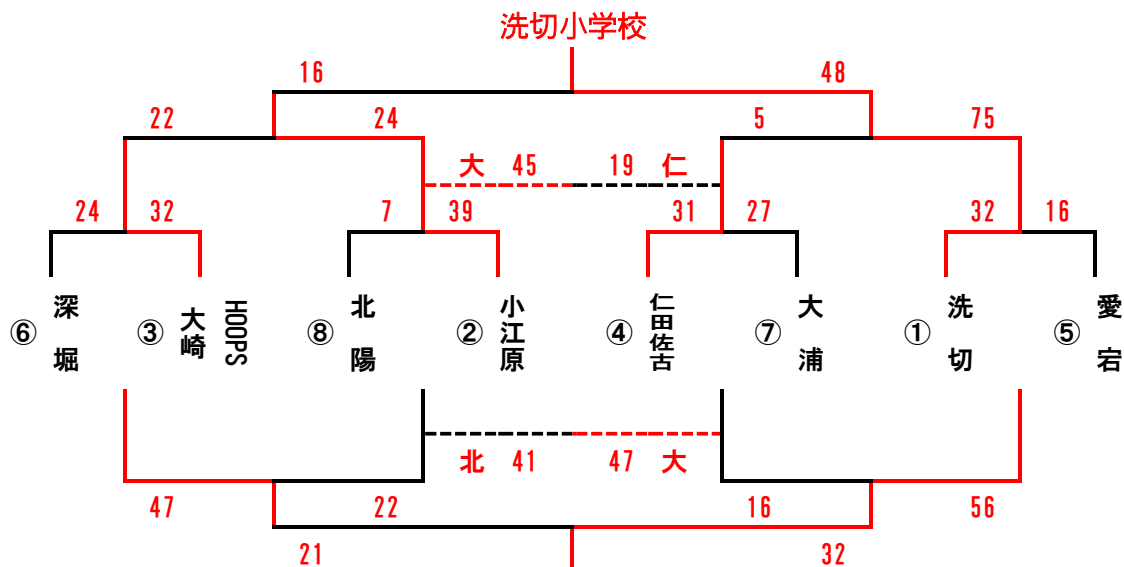 洗切小学校
16 48
22 24 5 75
大 45 19 仁
24 32 7 39 31 27 32 16
⑥ 深堀 ③ 大崎 HOOPS ⑧ 北陽 ② 小江原 ④ 仁田佐古 ⑦ 大浦 ① 洗切 ⑤ 愛宕
北 41 47 大
47 22 16 56
21 32